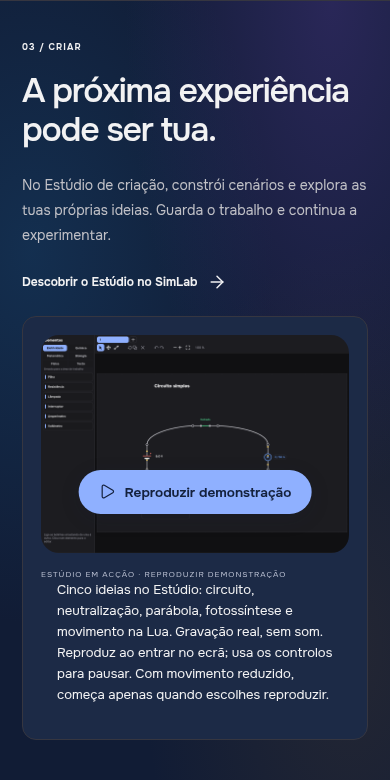 03 / CRIAR
A próxima experiência
pode ser tua.
No Estúdio de criação, constrói cenários e explora as
tuas próprias ideias. Guarda o trabalho e continua a
experimentar.
Descobrir o Estúdio no SimLab
Circuito simples
Reproduzir demonstração
ESTÚDIO EM ACÇÃO · REPRODUZIR DEMONSTRAÇÃO
Cinco ideias no Estúdio: circuito,
neutralização, parábola, fotossíntese e
movimento na Lua. Gravação real, sem som.
Reproduz ao entrar no ecrã; usa os controlos
para pausar. Com movimento reduzido,
começa apenas quando escolhes reproduzir.